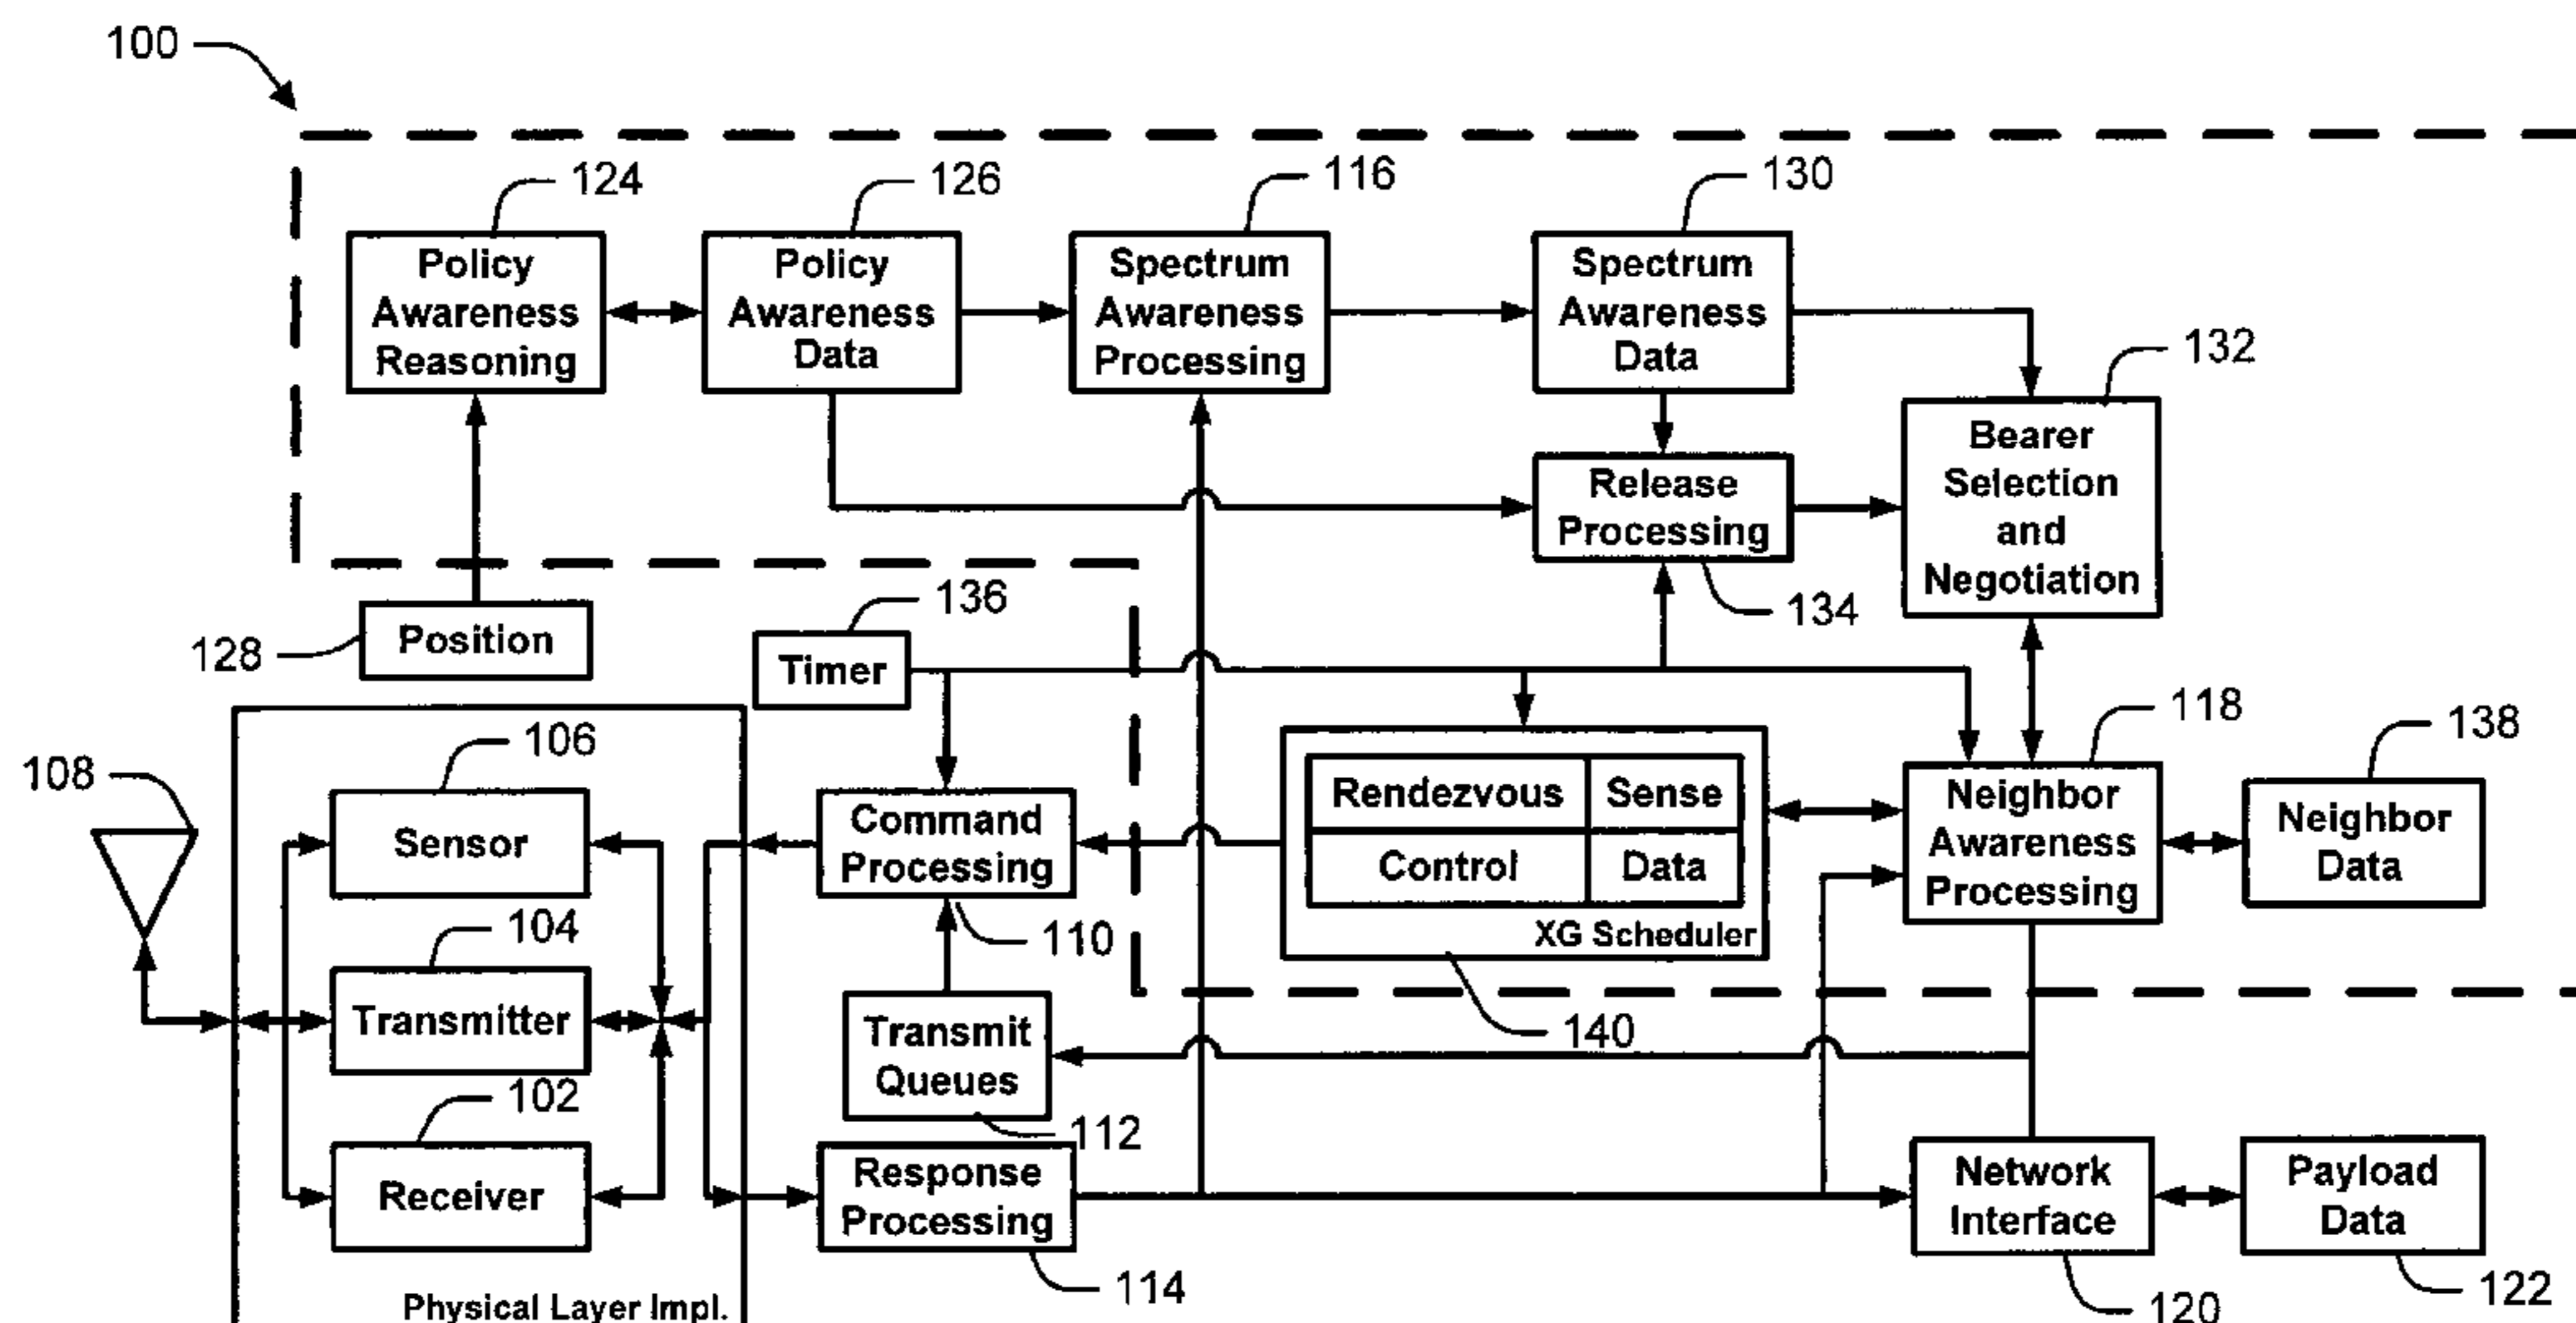 100
124
126
116
130
Policy
Awareness
Reasoning
Policy
Awareness
Data
Spectrum
Awareness
Processing
Spectrum
Awareness
Data
132
Bearer
Selection
and
Negotiation
Release
Processing
134
Position
128
136
Timer
118
138
106
108
Sensor
Command
Processing
110
Rendezvous
Sense
Control
Data
XG Scheduler
140
Neighbor
Awareness
Processing
Neighbor
Data
104
Transmitter
Transmit
Queues
112
102
Receiver
Response
Processing
114
Network
Interface
120
Payload
Data
122
Physical Layer Impl.